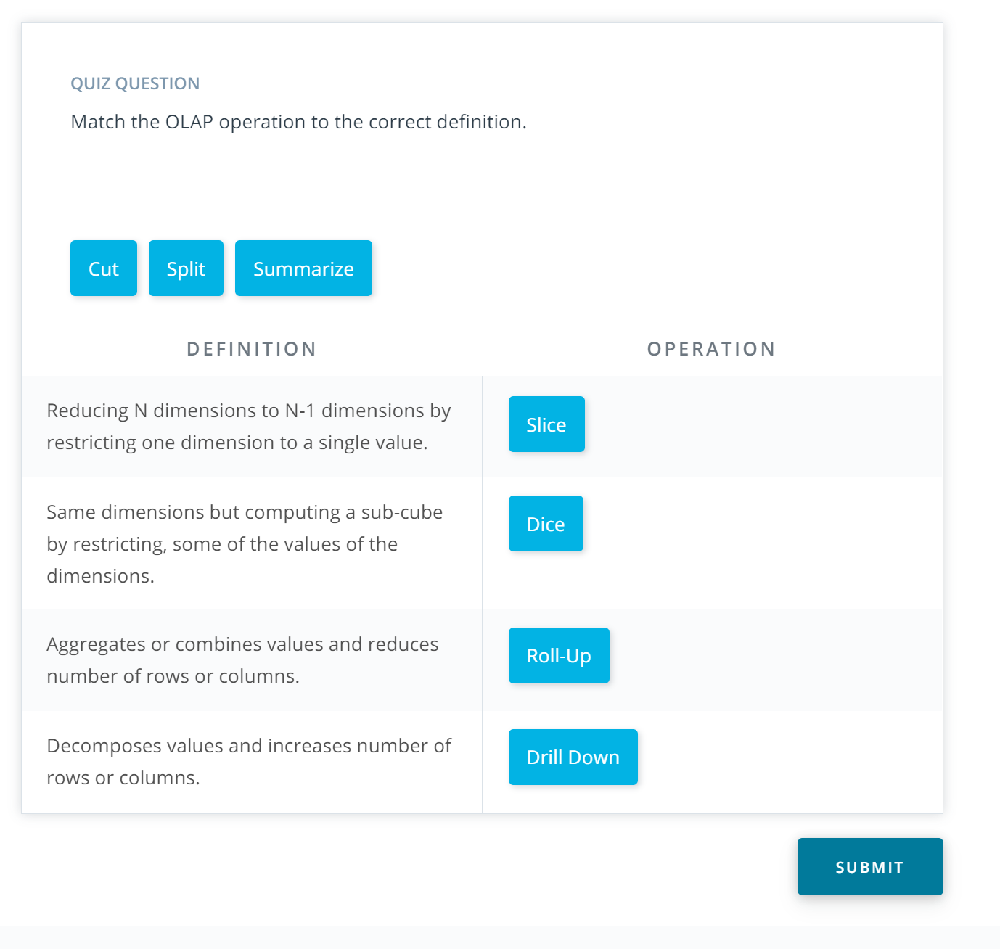 QUIZ QUESTION
Match the OLAP operation to the correct definition.
Cut Split Summarize
DEFINITION OPERATION
Reducing N dimensions to N-1 dimensions by
restricting one dimension to a single value.
Slice
Same dimensions but computing a sub-cube
by restricting, some of the values of the
dimensions.
Dice
Aggregates or combines values and reduces
number of rows or columns.
Roll-Up
Decomposes values and increases number of
rows or columns.
Drill Down
SUBMIT